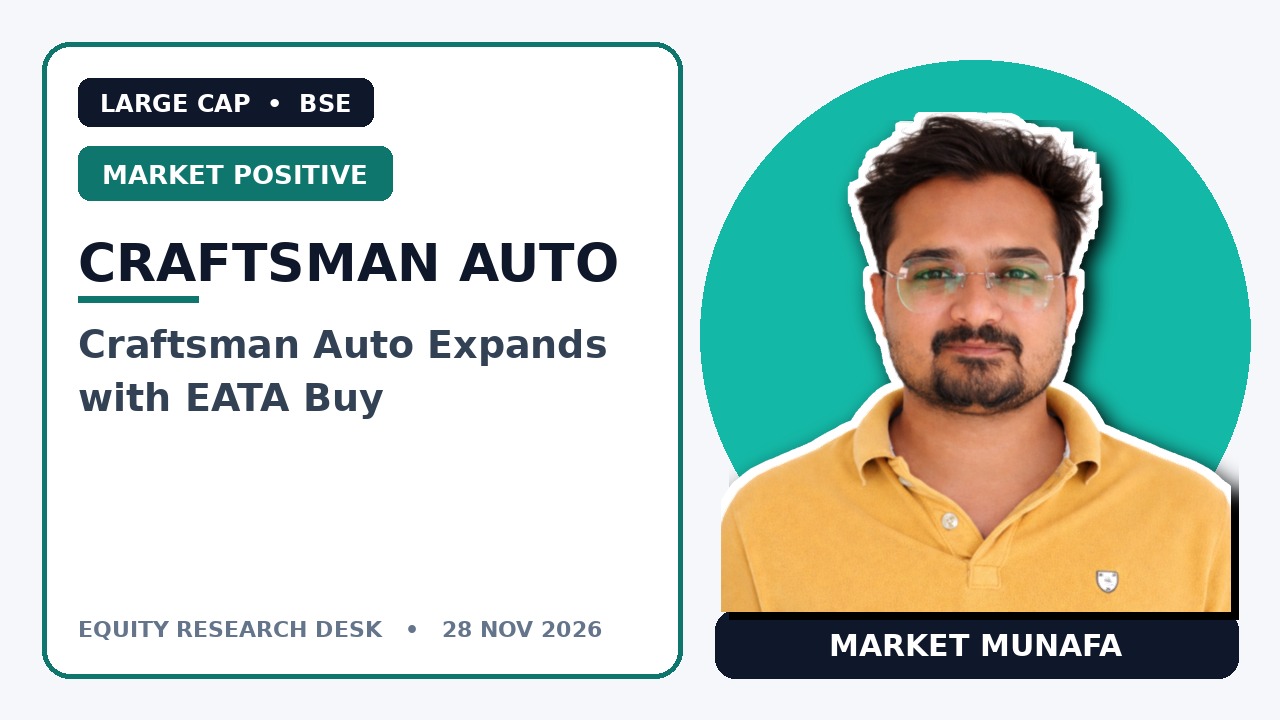 LARGE CAP • BSE
MARKET POSITIVE
CRAFTSMAN AUTO
Craftsman Auto Expands
with EATA Buy
EQUITY RESEARCH DESK • 28 NOV 2026
MARKET MUNAFA